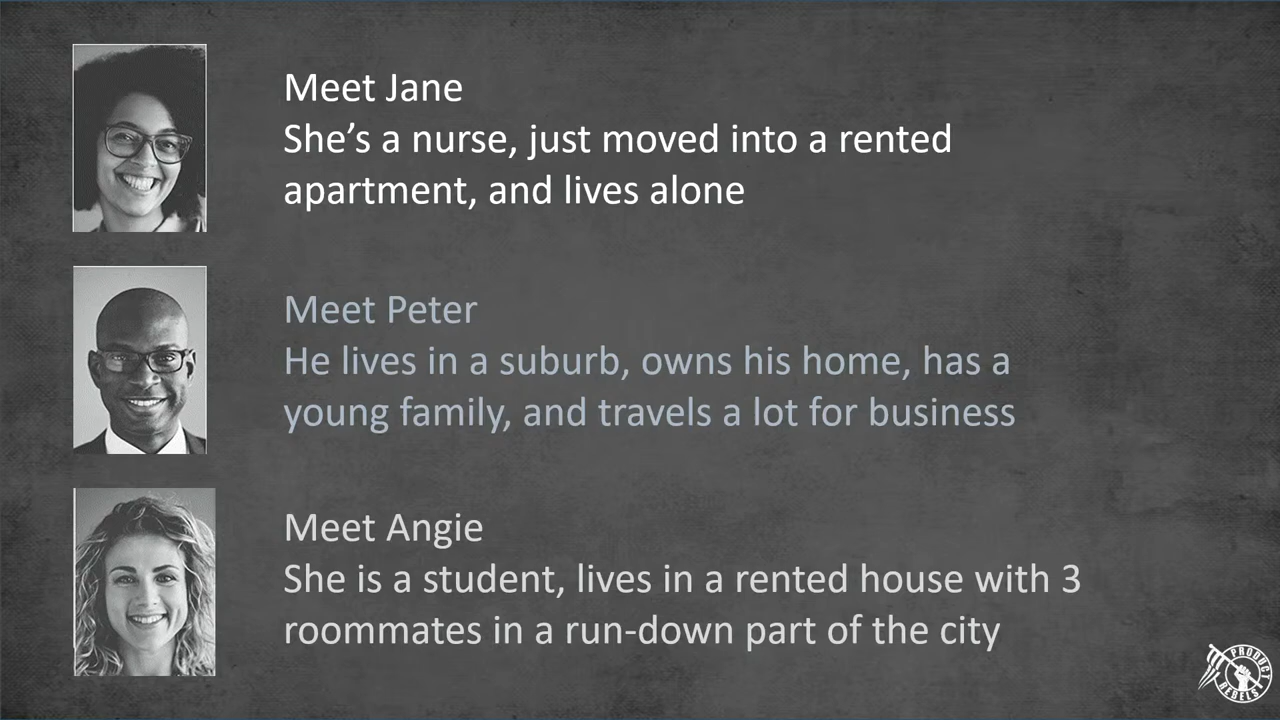 Meet Jane
She’s a nurse, just moved into a rented
apartment, and lives alone
Meet Peter
He lives in a suburb, owns his home, has a
young family, and travels a lot for business
Meet Angie
She is a student, lives in a rented house with 3
roommates in a run-down part of the city
PRODUCT
REBELS